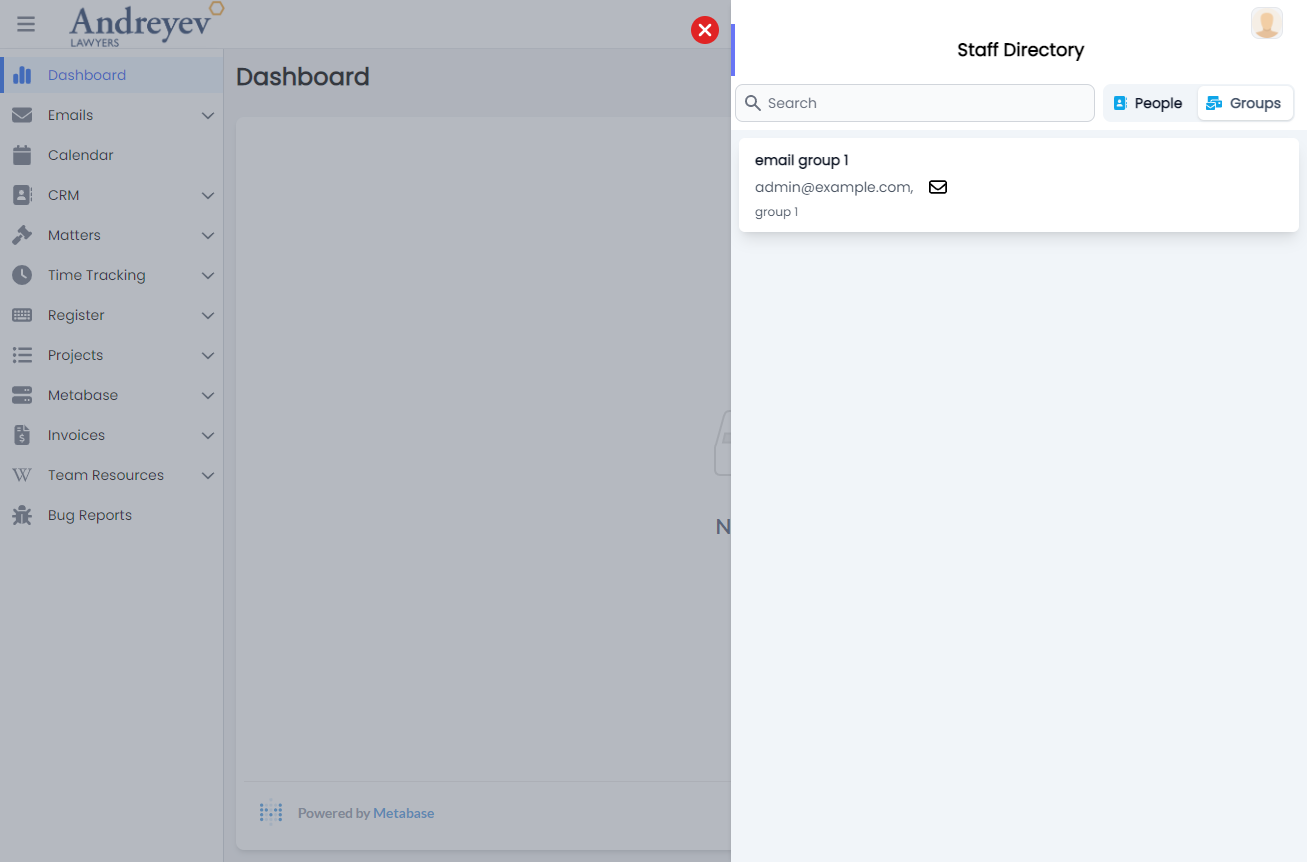 Andreyev
LAWYERS
Dashboard
Emails
Calendar
CRM
Matters
Time Tracking
Register
Projects
Metabase
Invoices
Team Resources
Bug Reports
Dashboard
N
Powered by Metabase
Staff Directory
Search
People
Groups
email group 1
admin@example.com,
group 1